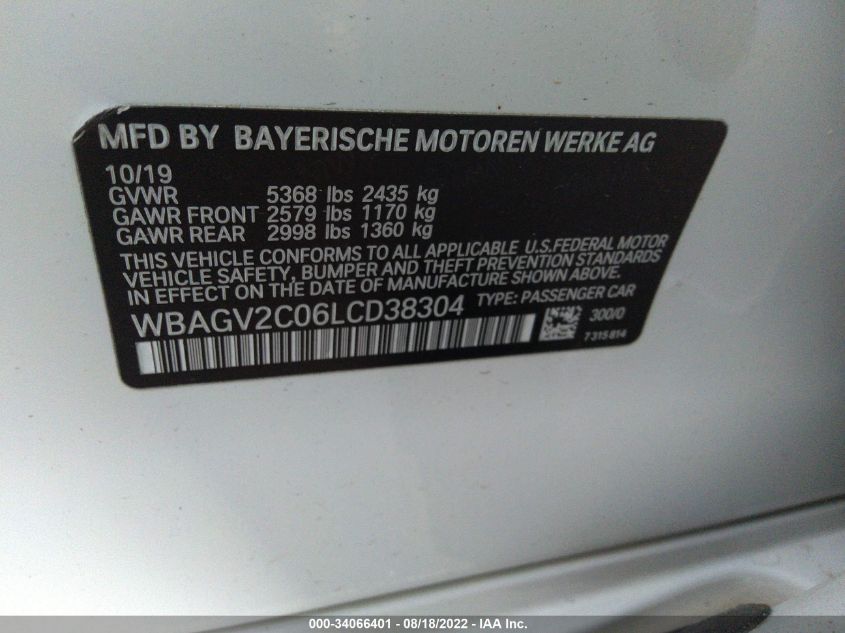 MFD BY BAYERISCHE MOTOREN WERKE AG
10/19
GVWR 5368 lbs 2435 kg
GAWR FRONT 2579 lbs 1170 kg
GAWR REAR 2998 lbs 1360 kg
THIS VEHICLE CONFORMS TO ALL APPLICABLE U.S.FEDERAL MOTOR
VEHICLE SAFETY, BUMPER AND THEFT PREVENTION STANDARDS
IN EFFECT ON THE DATE OF MANUFACTURE SHOWN ABOVE.
WBAGV2C06LCD38304 TYPE: PASSENGER CAR
300/0
7 315 814
000-34066401 - 08/18/2022 - IAA Inc.